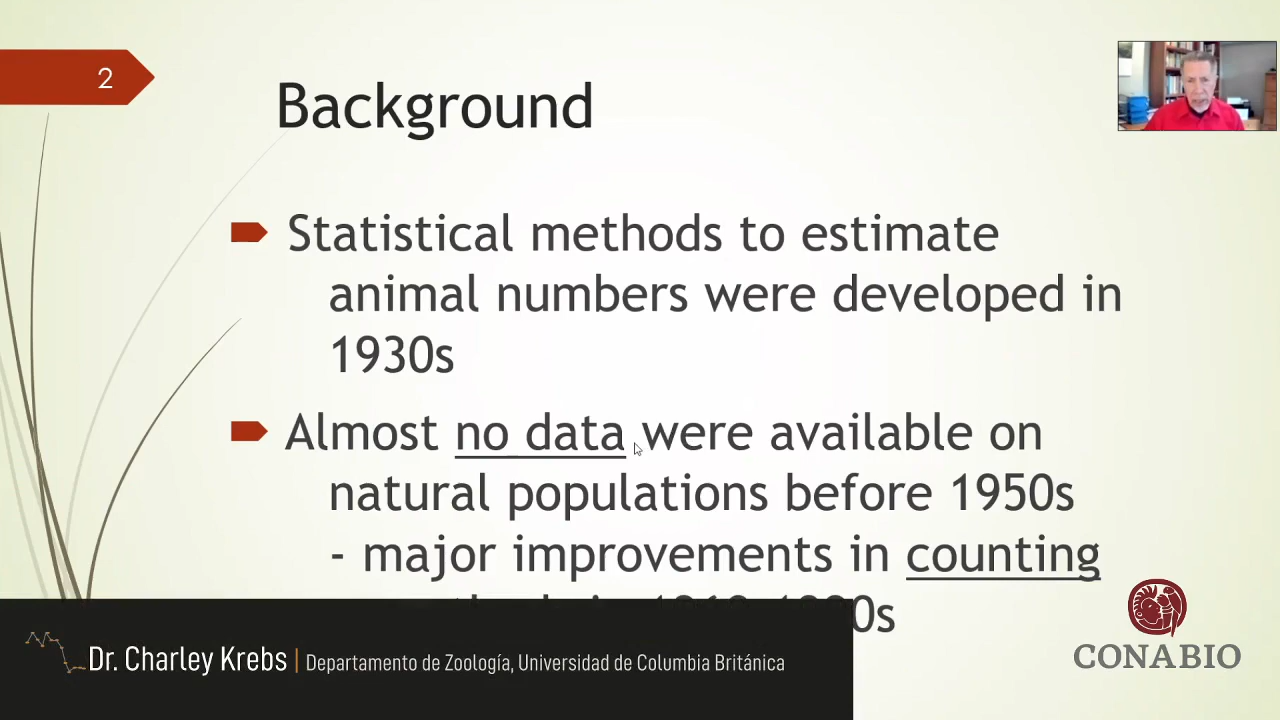 2
Background
Statistical methods to estimate
animal numbers were developed in
1930s
Almost no data were available on
natural populations before 1950s
- major improvements in counting
0s
Dr. Charley Krebs | Departamento de Zoología, Universidad de Columbia Británica
CONABIO